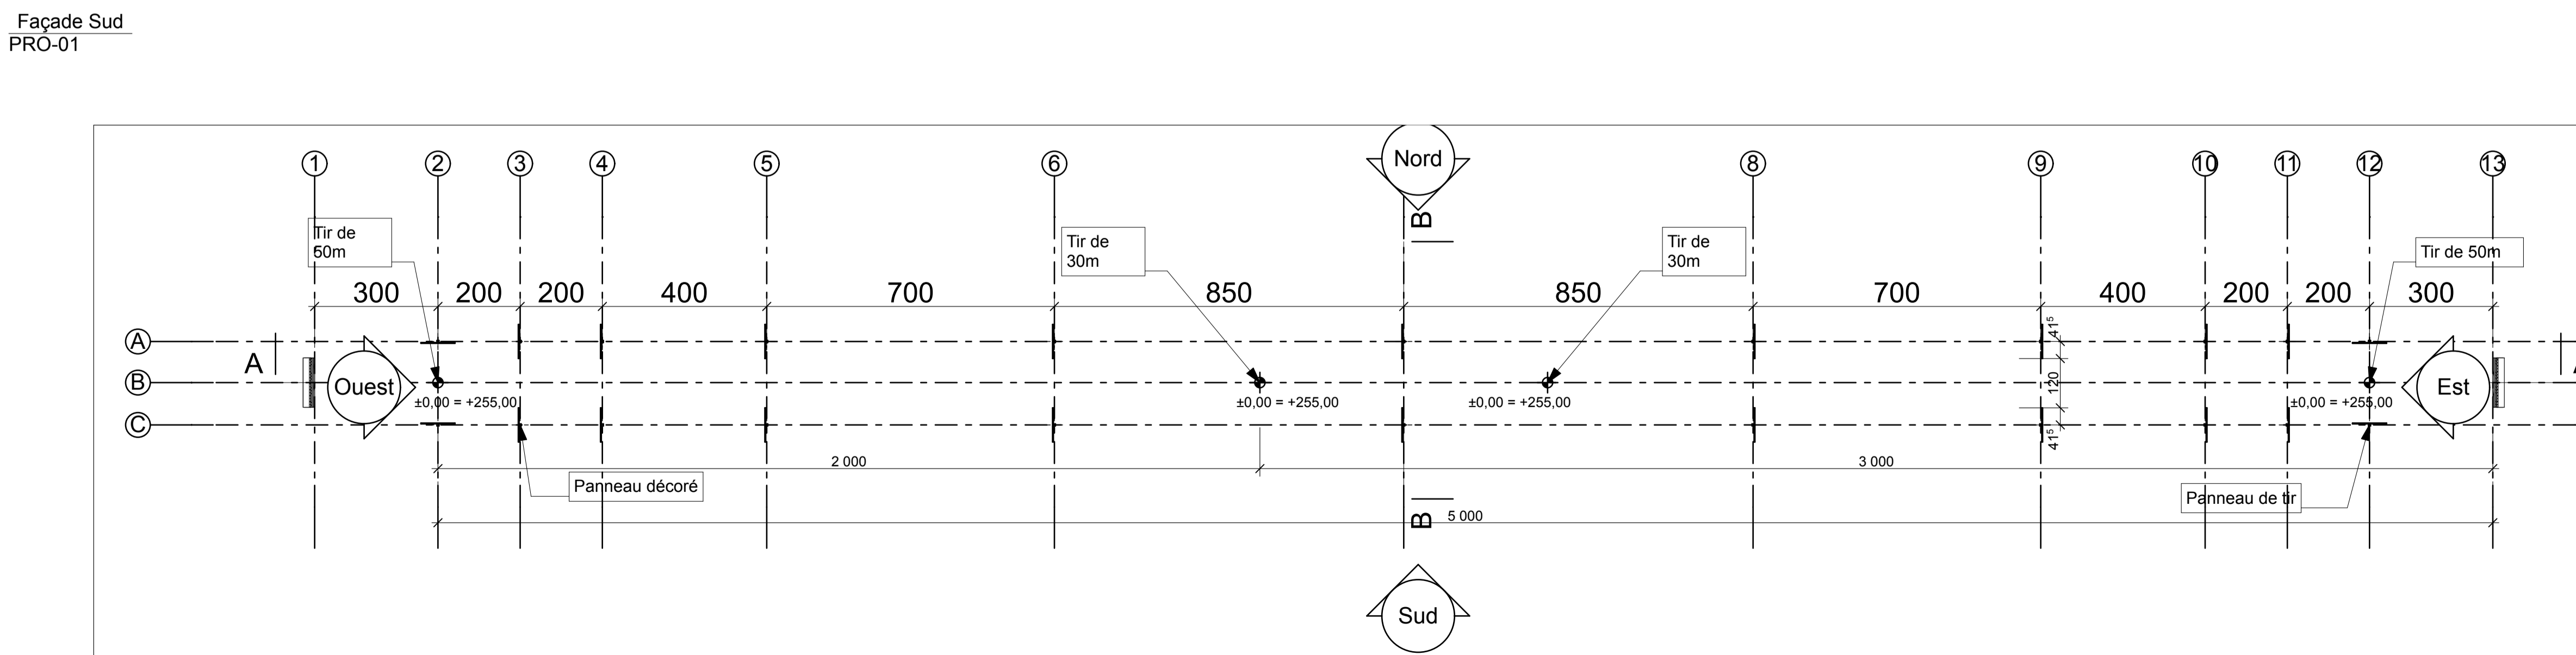 Façade Sud
PRO-01
Nord
1
2
3
4
5
6
8
9
10
11
12
13
B
Tir de
50m
Tir de
30m
Tir de
30m
Tir de 50m
300
200
200
400
700
850
850
700
400
200
200
300
41⁵
A
A
Ouest
B
120
Est
±0,00 = +255,00
±0,00 = +255,00
±0,00 = +255,00
±0,00 = +255,00
C
41⁵
2 000
3 000
Panneau décoré
Panneau de tir
B
5 000
Sud